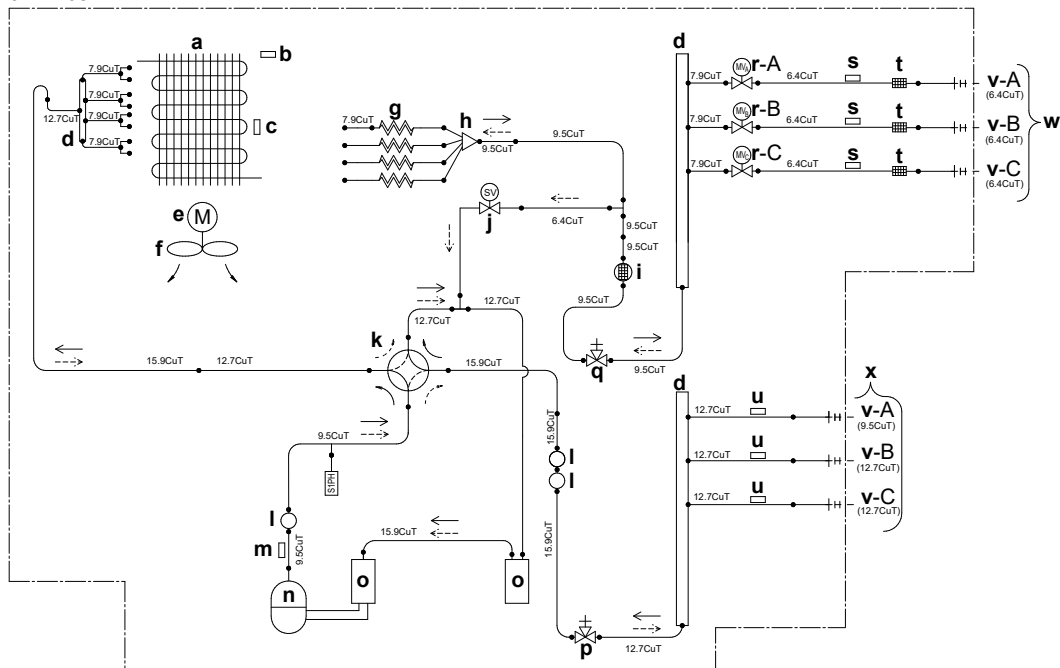 a
b
7.9CuT
7.9CuT
12.7CuT
7.9CuT
d
7.9CuT
c
e M
f
7.9CuT
g
h
9.5CuT
9.5CuT
SV
j
6.4CuT
9.5CuT
9.5CuT
i
9.5CuT
q
9.5CuT
d
7.9CuT
MVA
r-A
6.4CuT
s
t
v-A
(6.4CuT)
7.9CuT
MVB
r-B
6.4CuT
s
t
v-B
(6.4CuT)
7.9CuT
MVC
r-C
6.4CuT
s
t
v-C
(6.4CuT)
w
12.7CuT
12.7CuT
k
15.9CuT
12.7CuT
15.9CuT
9.5CuT
S1PH
l
m
9.5CuT
n
15.9CuT
o
o
15.9CuT
l
l
15.9CuT
p
12.7CuT
d
x
12.7CuT
u
v-A
(9.5CuT)
12.7CuT
u
v-B
(12.7CuT)
12.7CuT
u
v-C
(12.7CuT)